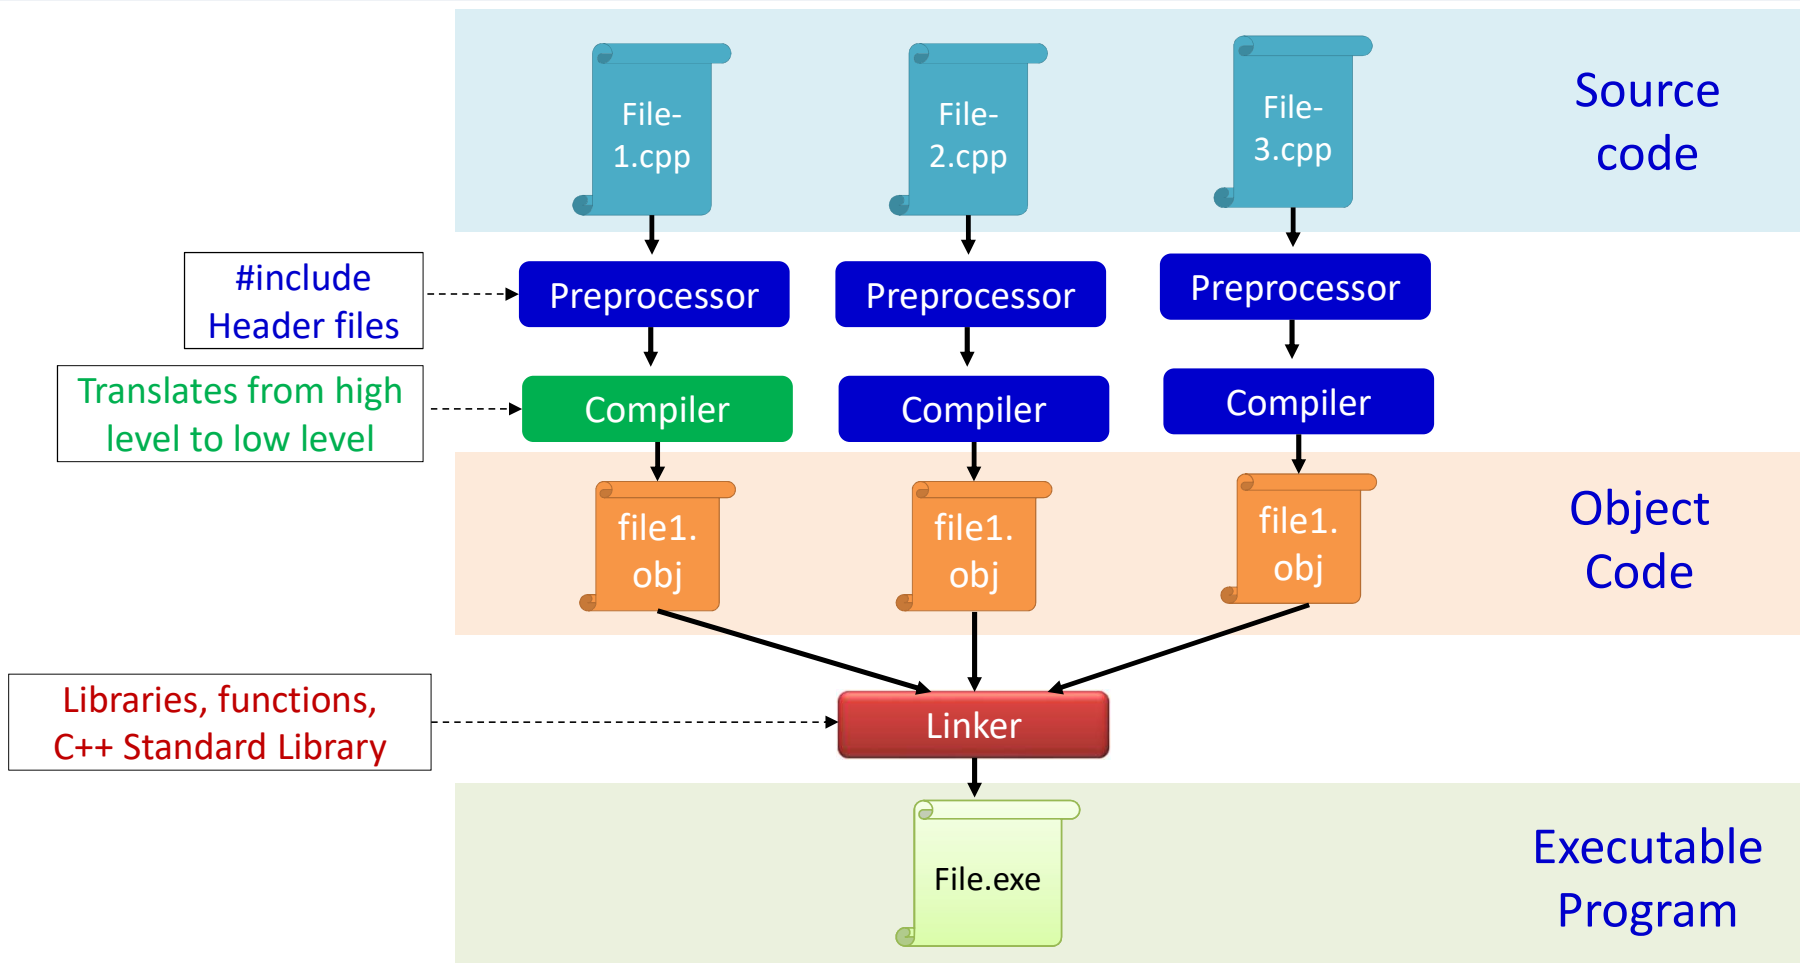 File-
1.cpp
File-
2.cpp
File-
3.cpp
Source
code
#include
Header files
Preprocessor
Preprocessor
Preprocessor
Translates from high
level to low level
Compiler
Compiler
Compiler
file1.
obj
file1.
obj
file1.
obj
Object
Code
Libraries, functions,
C++ Standard Library
Linker
File.exe
Executable
Program